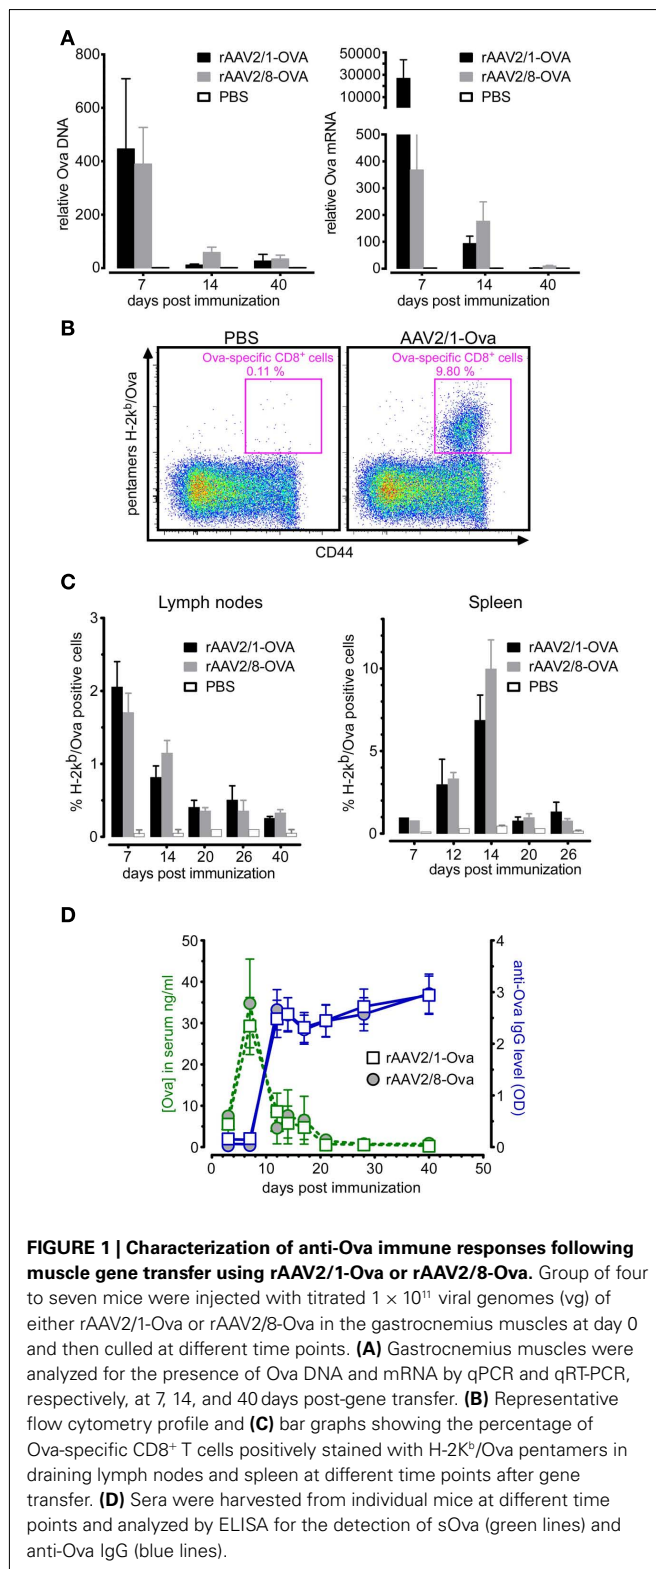 A
800
600
400
200
0
relative Ova DNA
rAAV2/1-OVA
rAAV2/8-OVA
PBS
7 14 40
days post immunization
50000
30000
10000
500
400
300
200
100
0
relative Ova mRNA
rAAV2/1-OVA
rAAV2/8-OVA
PBS
7 14 40
days post immunization
B
PBS
AAV2/1-Ova
Ova-specific CD8⁺ cells
0.11 %
Ova-specific CD8⁺ cells
9.80 %
pentamers H-2kᵇ/Ova
CD44
C
Lymph nodes
3
2
1
0
% H-2kᵇ/Ova positive cells
rAAV2/1-OVA
rAAV2/8-OVA
PBS
7 14 20 26 40
days post immunization
Spleen
10
5
0
% H-2kᵇ/Ova positive cells
rAAV2/1-OVA
rAAV2/8-OVA
PBS
7 12 14 20 26
days post immunization
D
50
40
30
20
10
0
[Ova] in serum ng/ml
4
3
2
1
0
anti-Ova IgG level (OD)
rAAV2/1-Ova
rAAV2/8-Ova
0 10 20 30 40 50
days post immunization
FIGURE 1 | Characterization of anti-Ova immune responses following
muscle gene transfer using rAAV2/1-Ova or rAAV2/8-Ova. Group of four
to seven mice were injected with titrated 1 × 10¹¹ viral genomes (vg) of
either rAAV2/1-Ova or rAAV2/8-Ova in the gastrocnemius muscles at day 0
and then culled at different time points. (A) Gastrocnemius muscles were
analyzed for the presence of Ova DNA and mRNA by qPCR and qRT-PCR,
respectively, at 7, 14, and 40 days post-gene transfer. (B) Representative
flow cytometry profile and (C) bar graphs showing the percentage of
Ova-specific CD8⁺ T cells positively stained with H-2Kᵇ/Ova pentamers in
draining lymph nodes and spleen at different time points after gene
transfer. (D) Sera were harvested from individual mice at different time
points and analyzed by ELISA for the detection of sOva (green lines) and
anti-Ova IgG (blue lines).